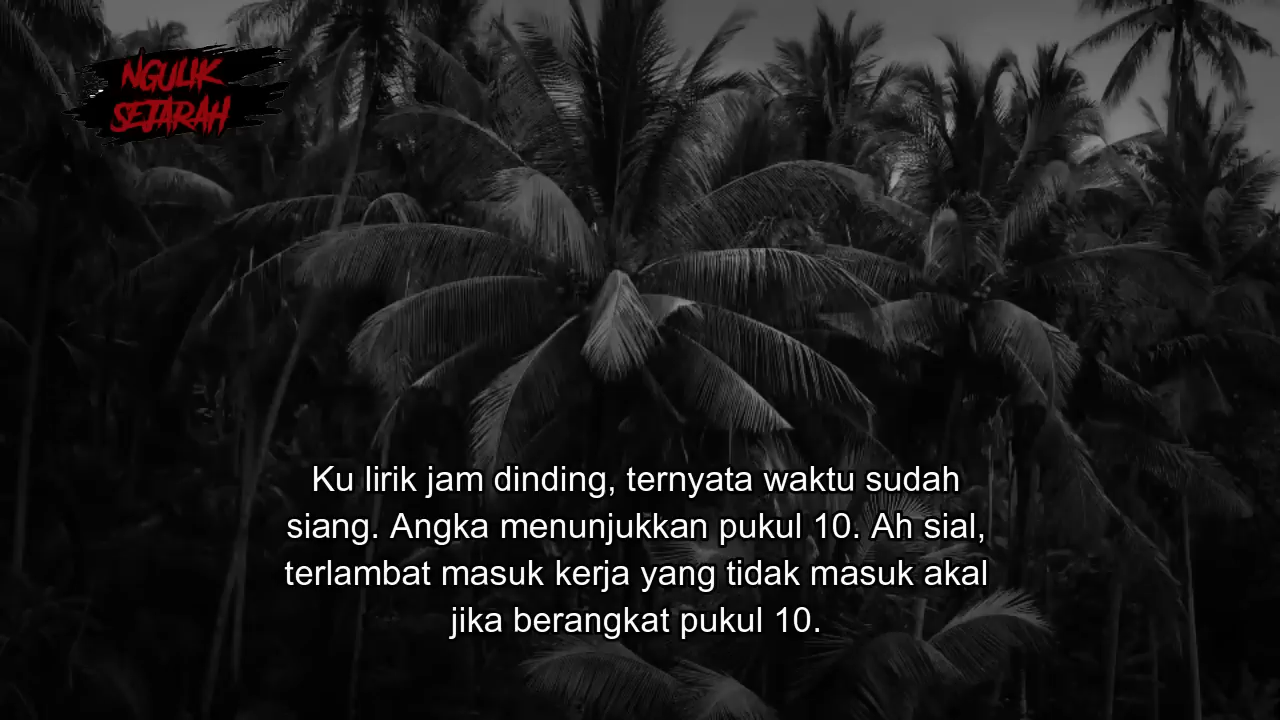 NGULIK
SEJARAH
Ku lirik jam dinding, ternyata waktu sudah
siang. Angka menunjukkan pukul 10. Ah sial,
terlambat masuk kerja yang tidak masuk akal
jika berangkat pukul 10.